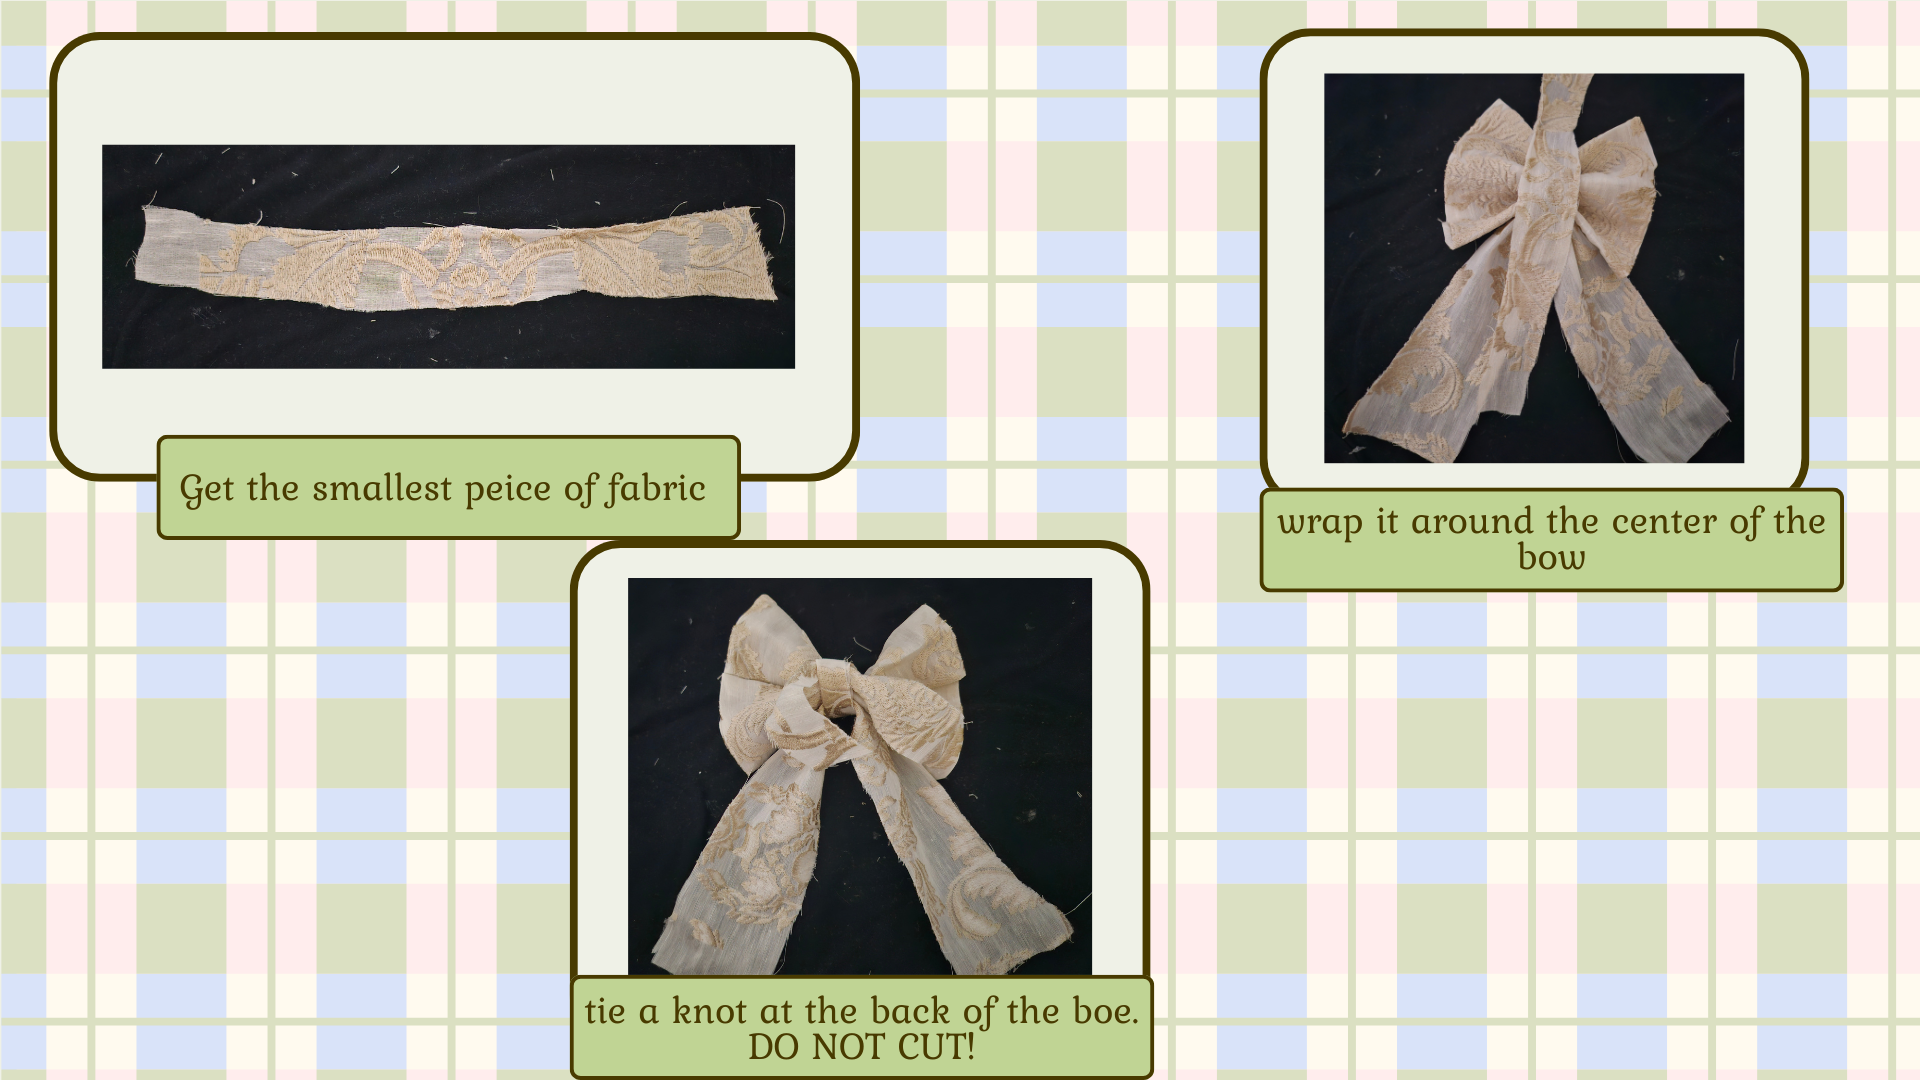 Get the smallest peice of fabric
wrap it around the center of the
bow
tie a knot at the back of the boe.
DO NOT CUT!